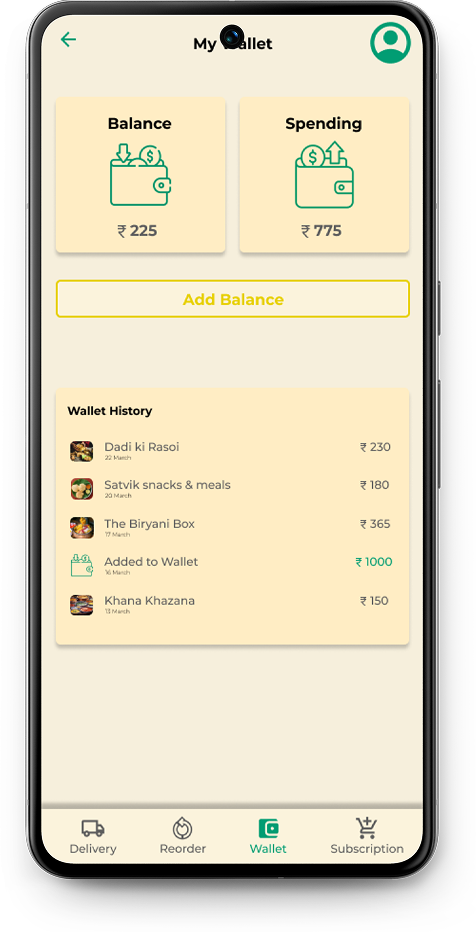 My Wallet
Balance
Spending
₹ 225
₹ 775
Add Balance
Wallet History
Dadi ki Rasoi
₹ 230
22 March
Satvik snacks & meals
₹ 180
20 March
The Biryani Box
₹ 365
17 March
Added to Wallet
₹ 1000
16 March
Khana Khazana
₹ 150
13 March
Delivery
Reorder
Wallet
Subscription